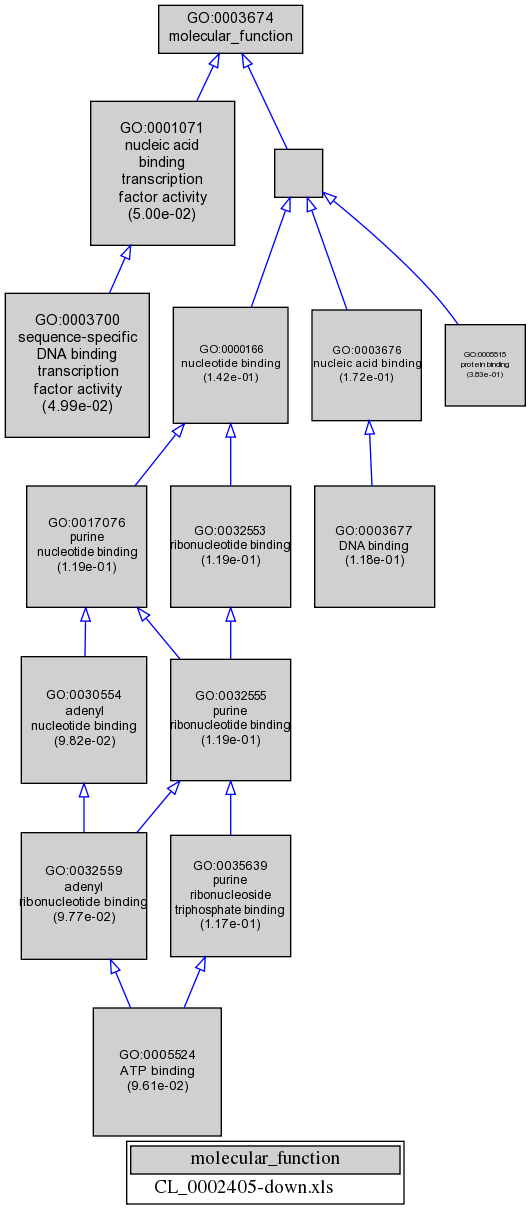 GO:0003674
molecular_function
GO:0001071
nucleic acid
binding
transcription
factor activity
(5.00e-02)
GO:0003700
sequence-specific
DNA binding
transcription
factor activity
(4.99e-02)
GO:0000166
nucleotide binding
(1.42e-01)
GO:0003676
nucleic acid binding
(1.72e-01)
GO:0005515
protein binding
(3.83e-01)
GO:0017076
purine
nucleotide binding
(1.19e-01)
GO:0032553
ribonucleotide binding
(1.19e-01)
GO:0003677
DNA binding
(1.18e-01)
GO:0030554
adenyl
nucleotide binding
(9.82e-02)
GO:0032555
purine
ribonucleotide binding
(1.19e-01)
GO:0032559
adenyl
ribonucleotide binding
(9.77e-02)
GO:0035639
purine
ribonucleoside
triphosphate binding
(1.17e-01)
GO:0005524
ATP binding
(9.61e-02)
molecular_function
CL_0002405-down.xls